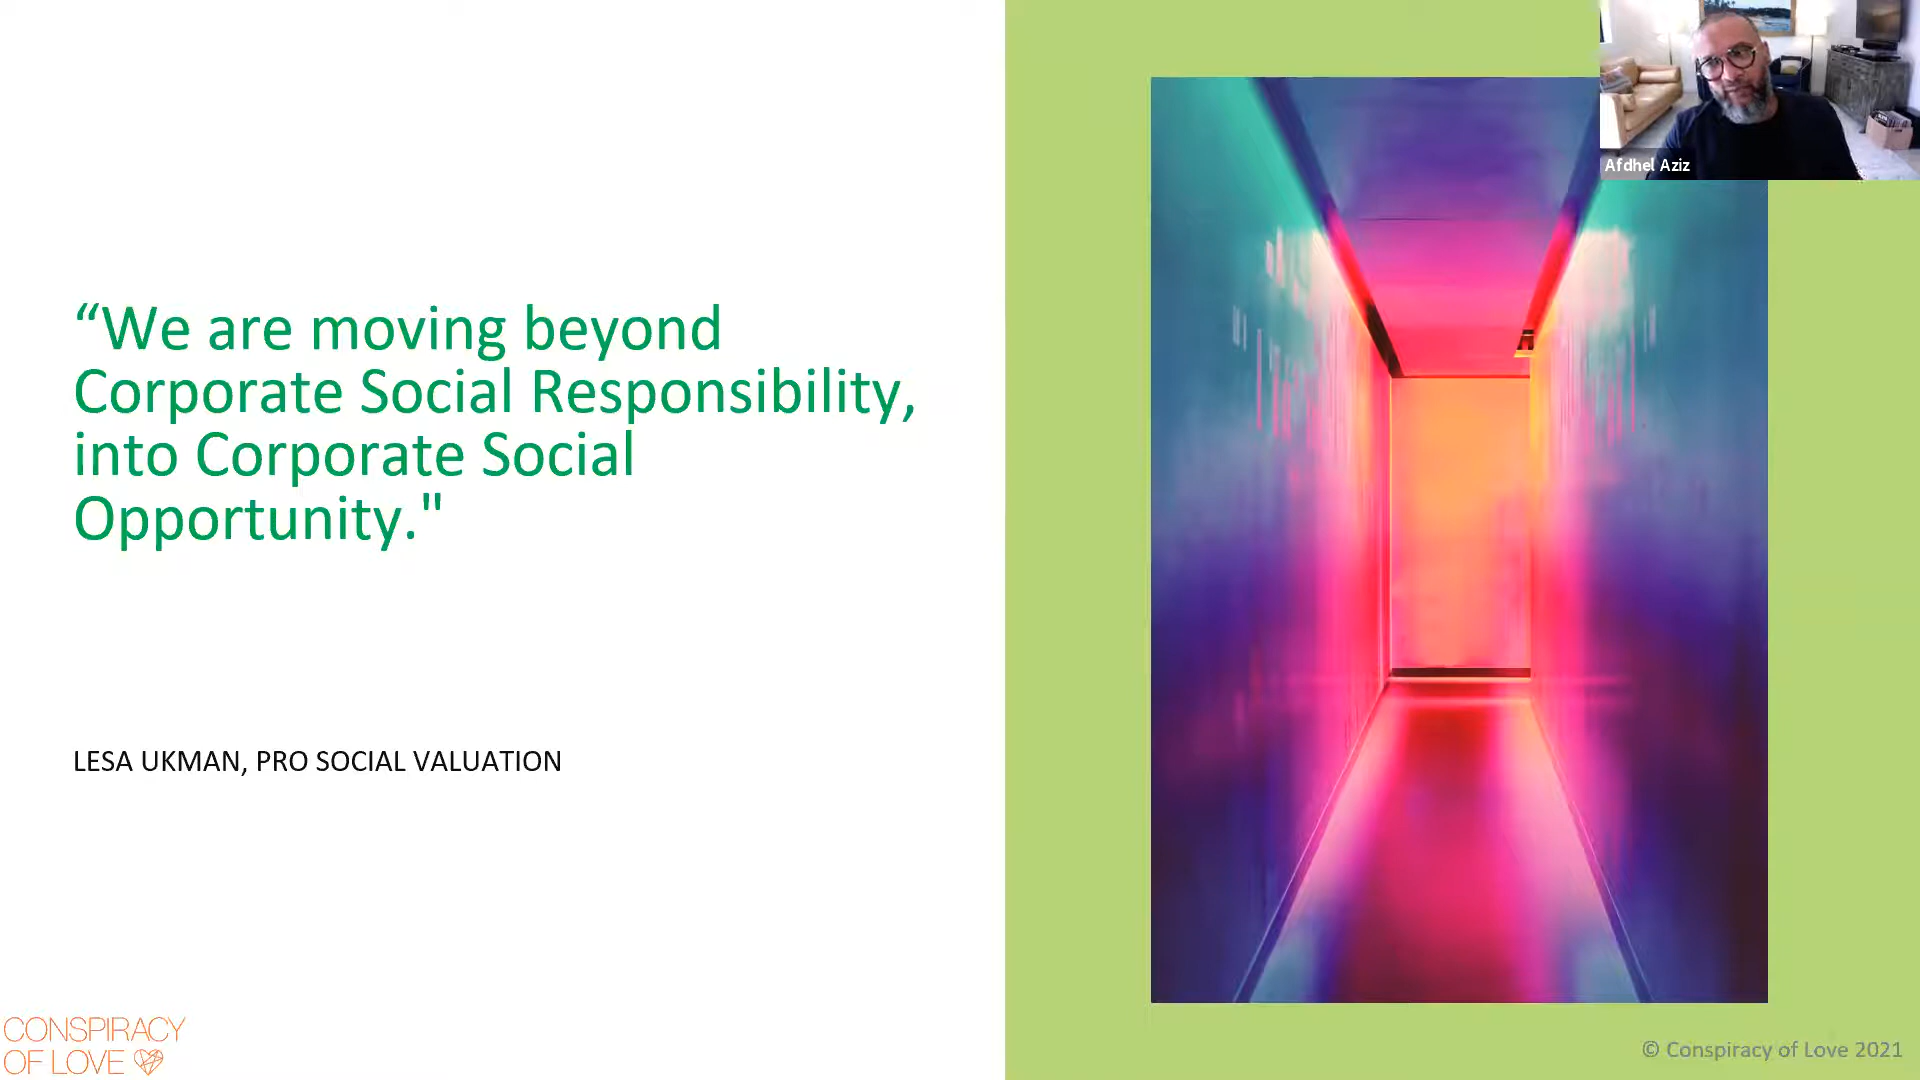 “We are moving beyond
Corporate Social Responsibility,
into Corporate Social
Opportunity."
LESA UKMAN, PRO SOCIAL VALUATION
CONSPIRACY
OF LOVE
Afdhel Aziz
© Conspiracy of Love 2021